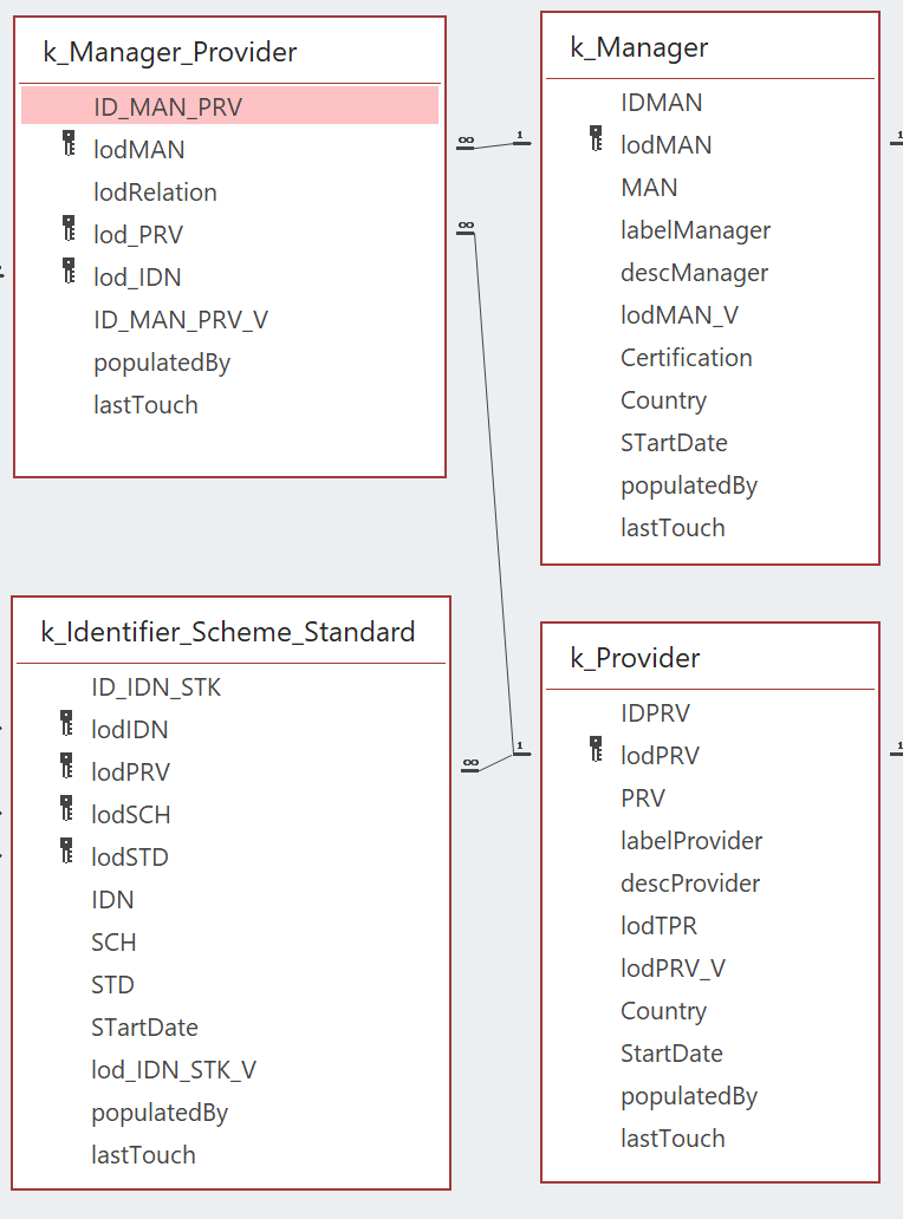 k_Manager_Provider
ID_MAN_PRV
lodMAN
lodRelation
lod_PRV
lod_IDN
ID_MAN_PRV_V
populatedBy
lastTouch
k_Manager
IDMAN
lodMAN
MAN
labelManager
descManager
lodMAN_V
Certification
Country
STartDate
populatedBy
lastTouch
∞
1
1
∞
k_Identifier_Scheme_Standard
ID_IDN_STK
lodIDN
lodPRV
lodSCH
lodSTD
IDN
SCH
STD
STartDate
lod_IDN_STK_V
populatedBy
lastTouch
k_Provider
IDPRV
lodPRV
PRV
labelProvider
descProvider
lodTPR
lodPRV_V
Country
StartDate
populatedBy
lastTouch
∞
1
1